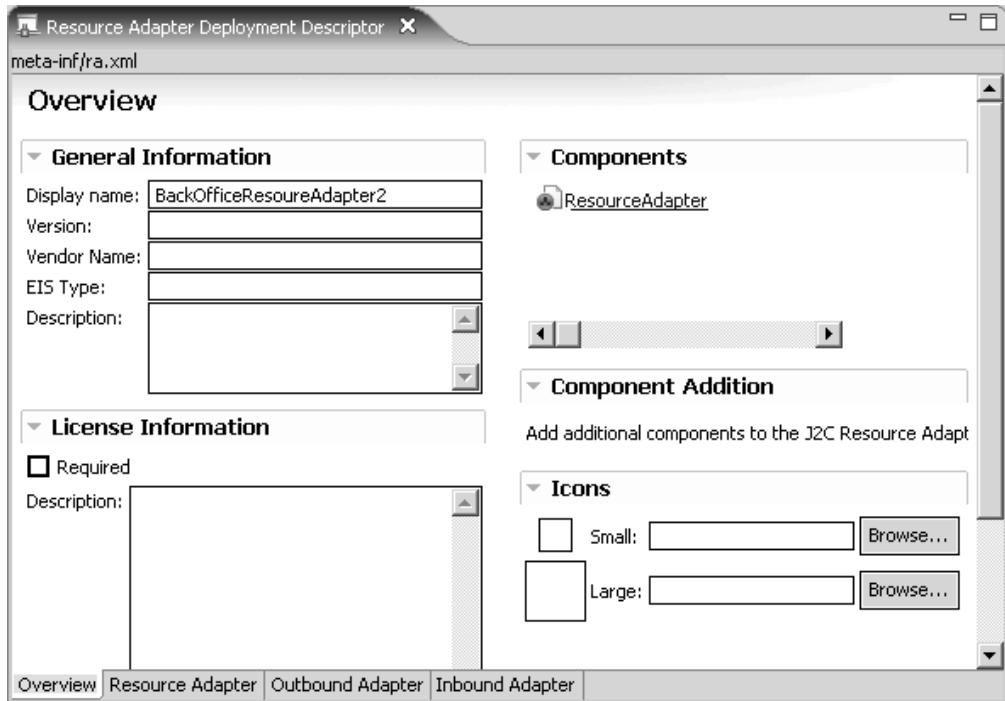 Resource Adapter Deployment Descriptor
meta-inf/ra.xml
Overview
General Information
Display name: BackOfficeResoureAdapter2
Version:
Vendor Name:
EIS Type:
Description:
License Information
Required
Description:
Components
ResourceAdapter
Component Addition
Add additional components to the J2C Resource Adapt
Icons
Small: Browse...
Large: Browse...
Overview Resource Adapter Outbound Adapter Inbound Adapter